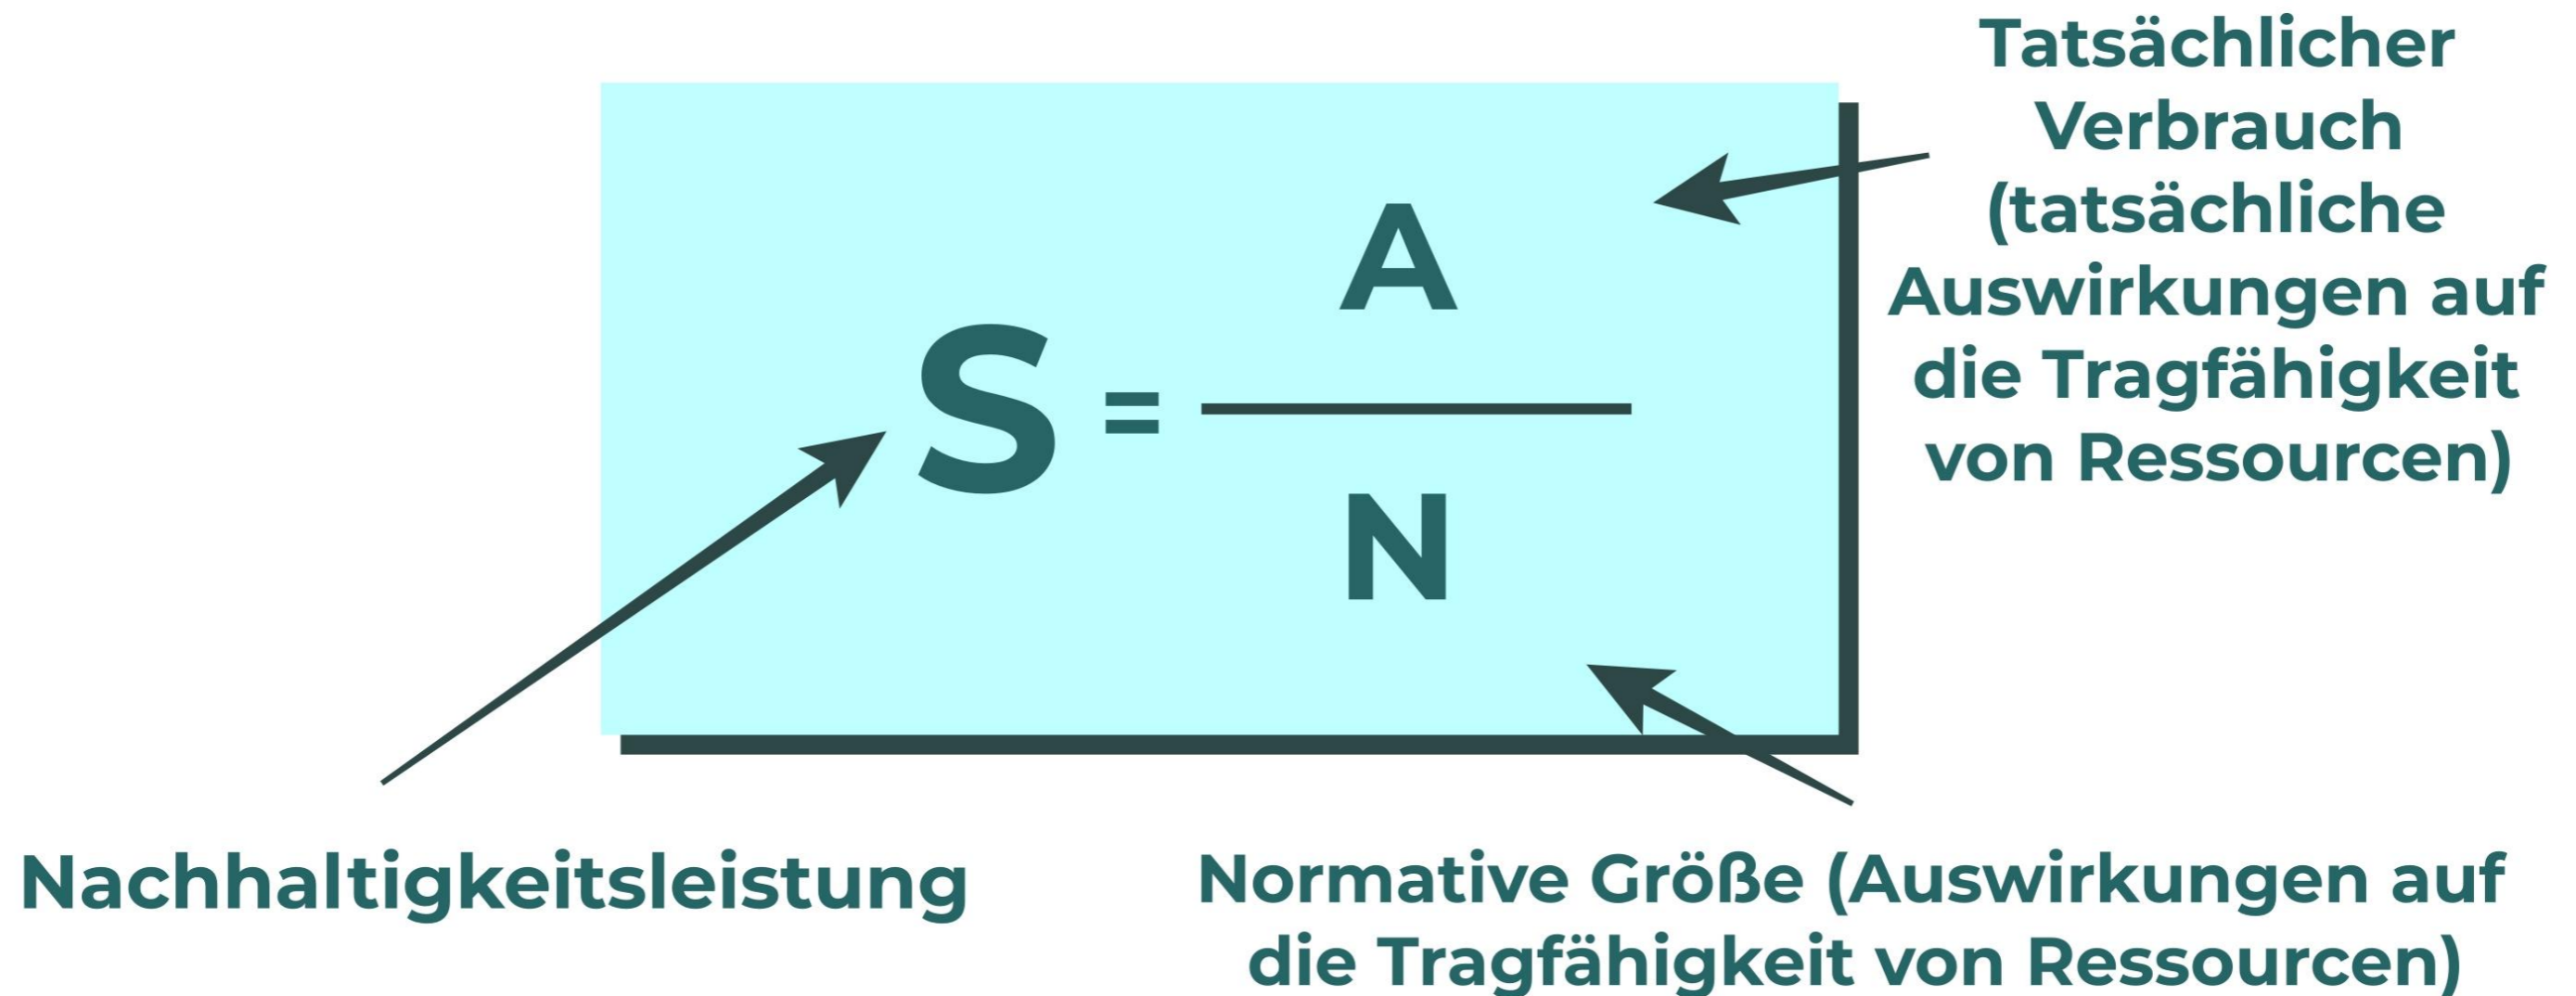 Tatsächlicher
Verbrauch
(tatsächliche
Auswirkungen auf
die Tragfähigkeit
von Ressourcen)
A
S =
N
Nachhaltigkeitsleistung
Normative Größe (Auswirkungen auf
die Tragfähigkeit von Ressourcen)